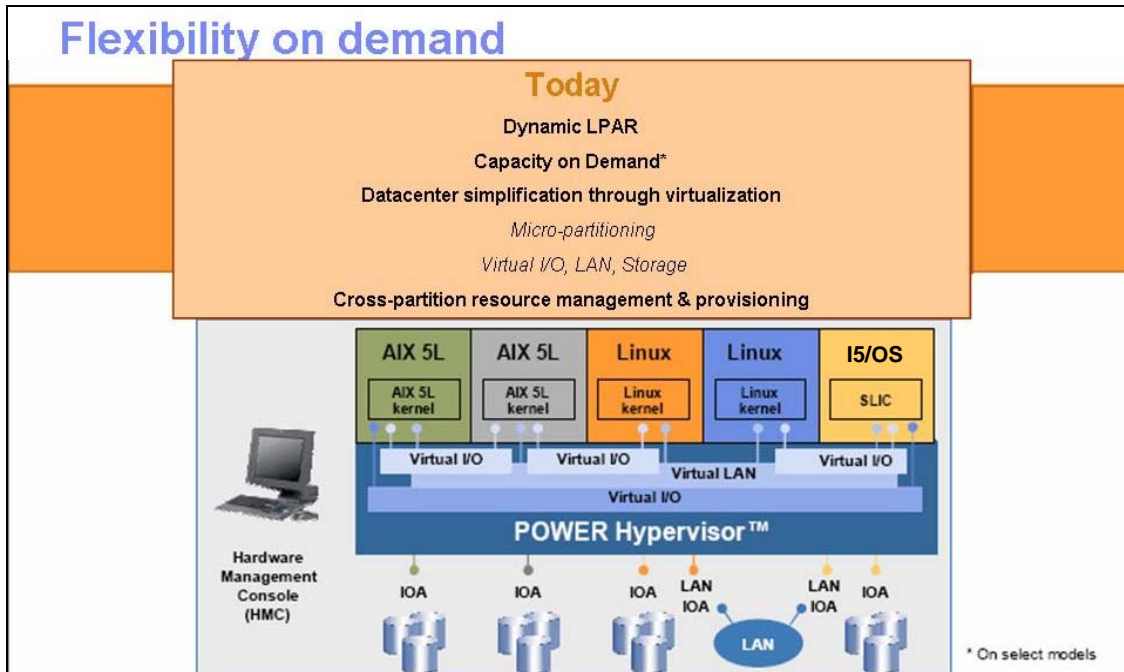 Flexibility on demand
Today
Dynamic LPAR
Capacity on Demand*
Datacenter simplification through virtualization
Micro-partitioning
Virtual I/O, LAN, Storage
Cross-partition resource management & provisioning
AIX 5L
AIX 5L
Linux
Linux
I5/OS
AIX 5L
kernel
AIX 5L
kernel
Linux
kernel
Linux
kernel
SLIC
Virtual I/O
Virtual I/O
Virtual I/O
Virtual LAN
Virtual I/O
POWER Hypervisor™
Hardware
Management
Console
(HMC)
IOA
IOA
IOA
LAN
IOA
LAN
IOA
IOA
LAN
* On select models